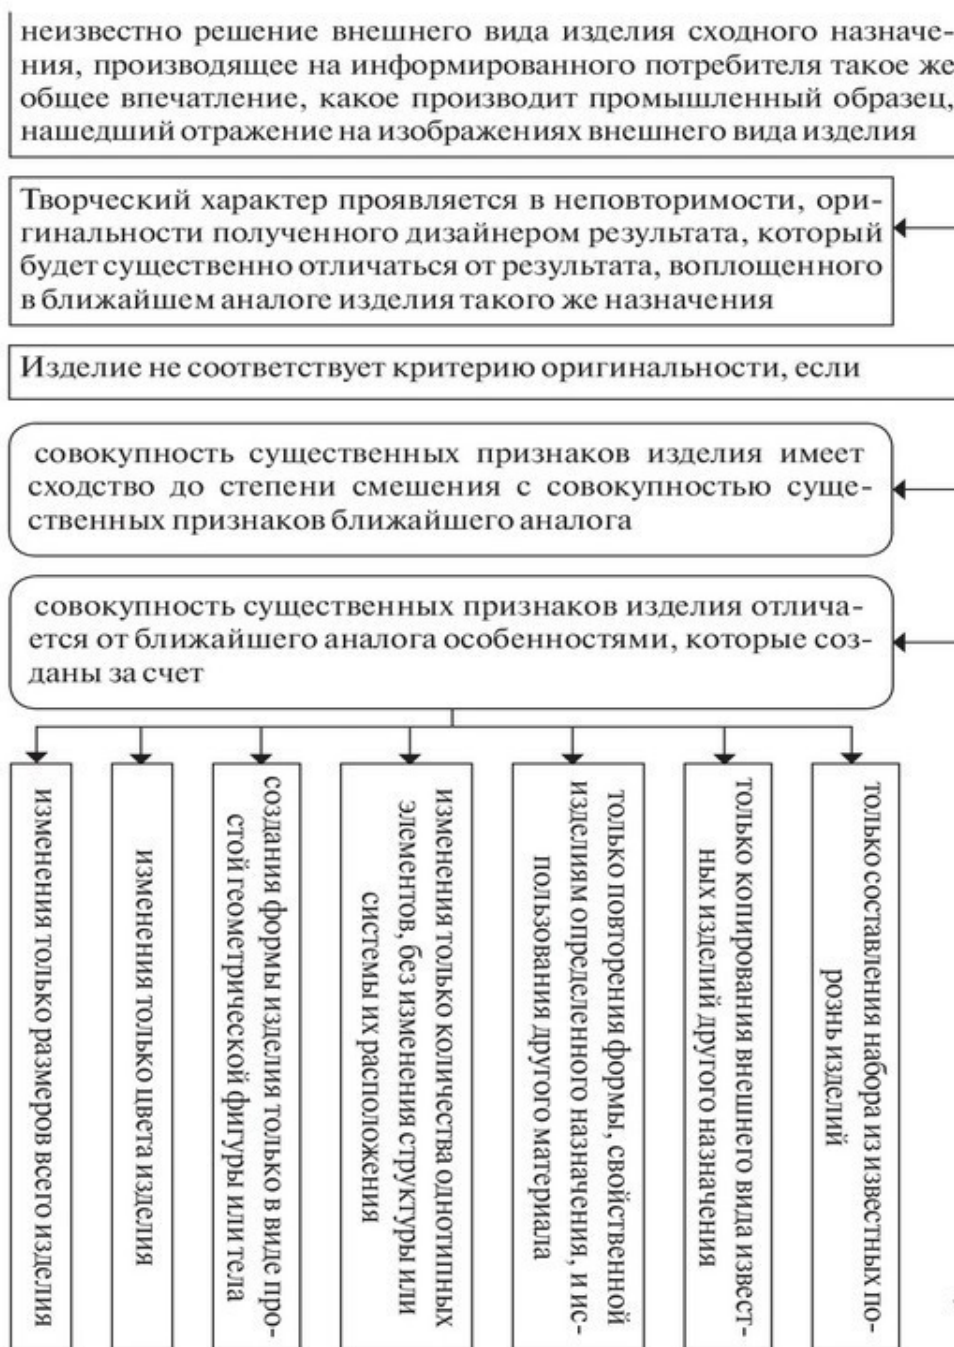 неизвестно решение внешнего вида изделия сходного назначе-
ния, производящее на информированного потребителя такое же
общее впечатление, какое производит промышленный образец,
нашедший отражение на изображениях внешнего вида изделия
Творческий характер проявляется в неповторимости, ори-
гинальности полученного дизайнером результата, который
будет существенно отличаться от результата, воплощенного
в ближайшем аналоге изделия такого же назначения
Изделие не соответствует критерию оригинальности, если
совокупность существенных признаков изделия имеет
сходство до степени смешения с совокупностью суще-
ственных признаков ближайшего аналога
совокупность существенных признаков изделия отлича-
ется от ближайшего аналога особенностями, которые соз-
даны за счет
изменения только размеров всего изделия
изменения только цвета изделия
создания формы изделия только в виде про-
стой геометрической фигуры или тела
изменения только количества однотипных
элементов, без изменения структуры или
системы их расположения
только повторения формы, свойственной
изделиям определенного назначения, и ис-
пользования другого материала
только копирования внешнего вида извест-
ных изделий другого назначения
только составления набора из известных по-
рознь изделий